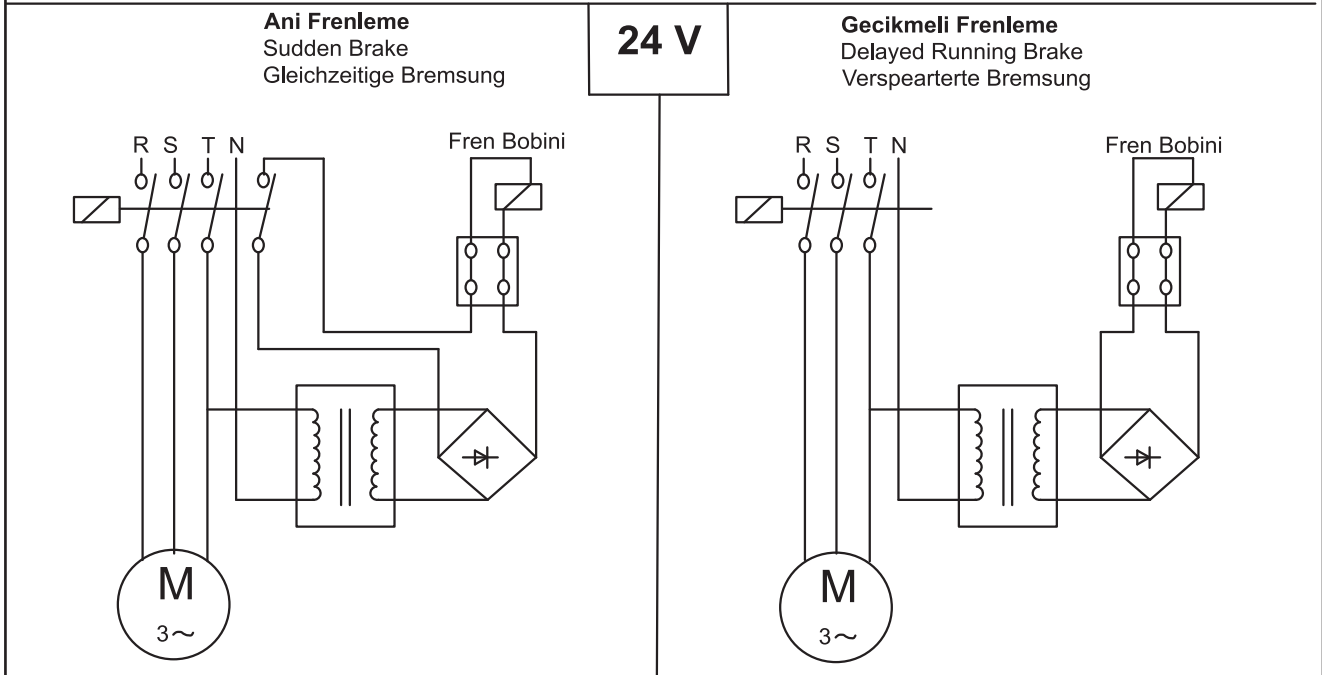 Ani Frenleme
Sudden Brake
Gleichzeitige Bremsung
24 V
Gecikmeli Frenleme
Delayed Running Brake
Verspearterte Bremsung
R S T N
Fren Bobini
M
3~
R S T N
Fren Bobini
M
3~